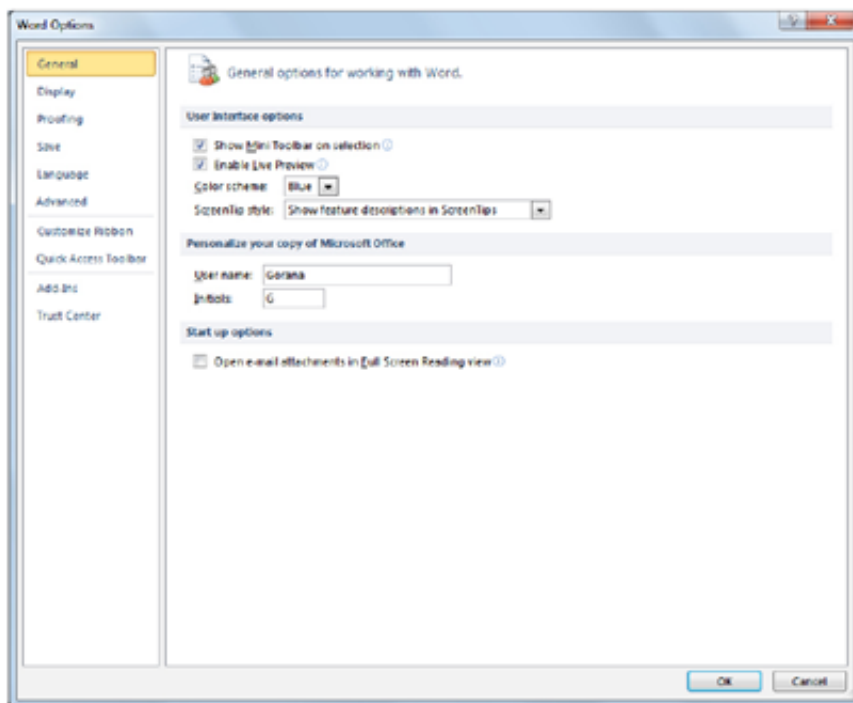 Word Options
General
Display
Proofing
Save
Language
Advanced
Customize Ribbon
Quick Access Toolbar
Add-Ins
Trust Center
General options for working with Word.
User Interface options
Show Mini Toolbar on selection
Enable Live Preview
Color scheme: Blue
ScreenTip style: Show feature descriptions in ScreenTips
Personalize your copy of Microsoft Office
User name: Gorana
Initials: G
Start up options
Open e-mail attachments in Full Screen Reading view
OK Cancel